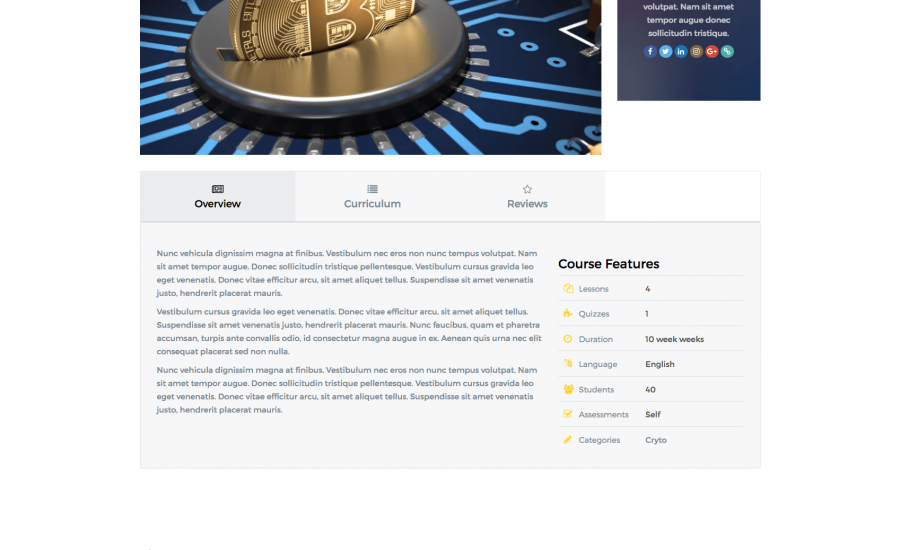 volutpat. Nam sit amet
tempor augue donec
sollicitudin tristique.
Overview
Curriculum
Reviews
Nunc vehicula dignissim magna at finibus. Vestibulum nec eros non nunc tempus volutpat. Nam
sit amet tempor augue. Donec sollicitudin tristique pellentesque. Vestibulum cursus gravida leo
eget venenatis. Donec vitae efficitur arcu, sit amet aliquet tellus. Suspendisse sit amet venenatis
justo, hendrerit placerat mauris.
Vestibulum cursus gravida leo eget venenatis. Donec vitae efficitur arcu, sit amet aliquet tellus.
Suspendisse sit amet venenatis justo, hendrerit placerat mauris. Nunc faucibus, quam et pharetra
accumsan, turpis ante convallis odio, id consectetur magna augue in ex. Aenean quis urna nec elit
consequat placerat sed non nulla.
Nunc vehicula dignissim magna at finibus. Vestibulum nec eros non nunc tempus volutpat. Nam
sit amet tempor augue. Donec sollicitudin tristique pellentesque. Vestibulum cursus gravida leo
eget venenatis. Donec vitae efficitur arcu, sit amet aliquet tellus. Suspendisse sit amet venenatis
justo, hendrerit placerat mauris.
Course Features
Lessons 4
Quizzes 1
Duration 10 week weeks
Language English
Students 40
Assessments Self
Categories Cryto